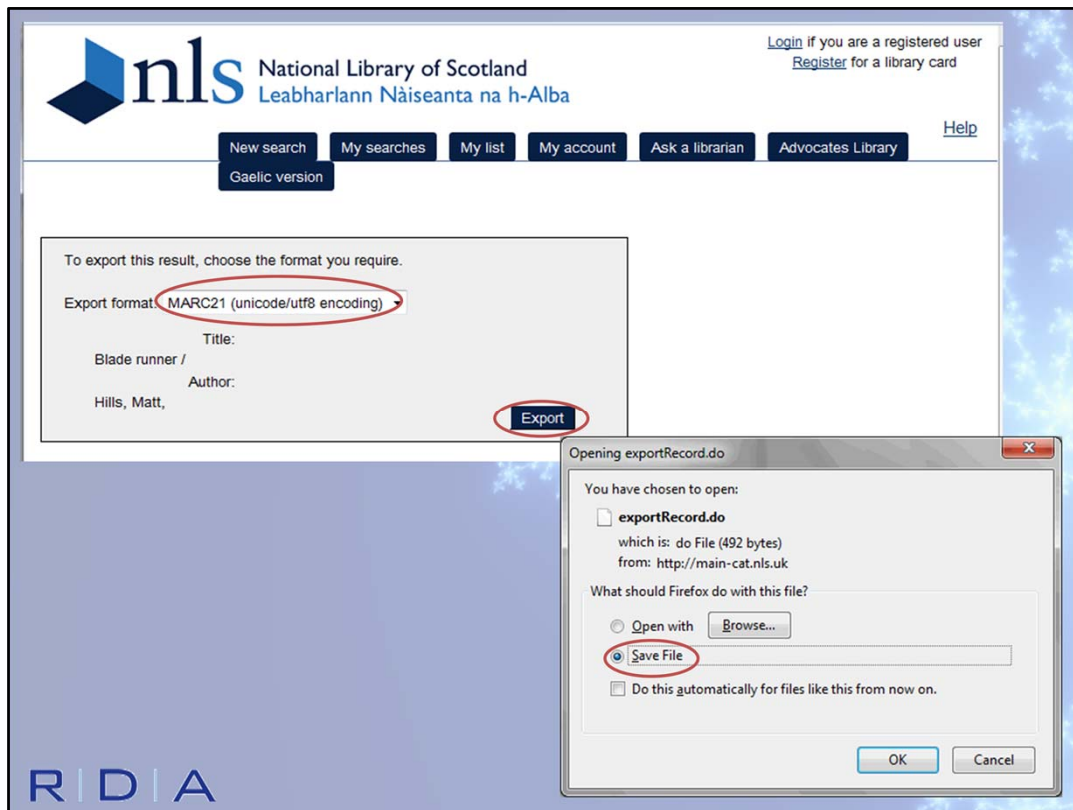 nls National Library of Scotland
Leabharlann Nàiseanta na h-Alba
Login if you are a registered user
Register for a library card
Help
New search My searches My list My account Ask a librarian Advocates Library
Gaelic version
To export this result, choose the format you require.
Export format: MARC21 (unicode/utf8 encoding)
Title:
Blade runner /
Author:
Hills, Matt,
Export
Opening exportRecord.do
You have chosen to open:
exportRecord.do
which is: do File (492 bytes)
from: http://main-cat.nls.uk
What should Firefox do with this file?
Open with Browse...
Save File
Do this automatically for files like this from now on.
OK Cancel
R|D|A